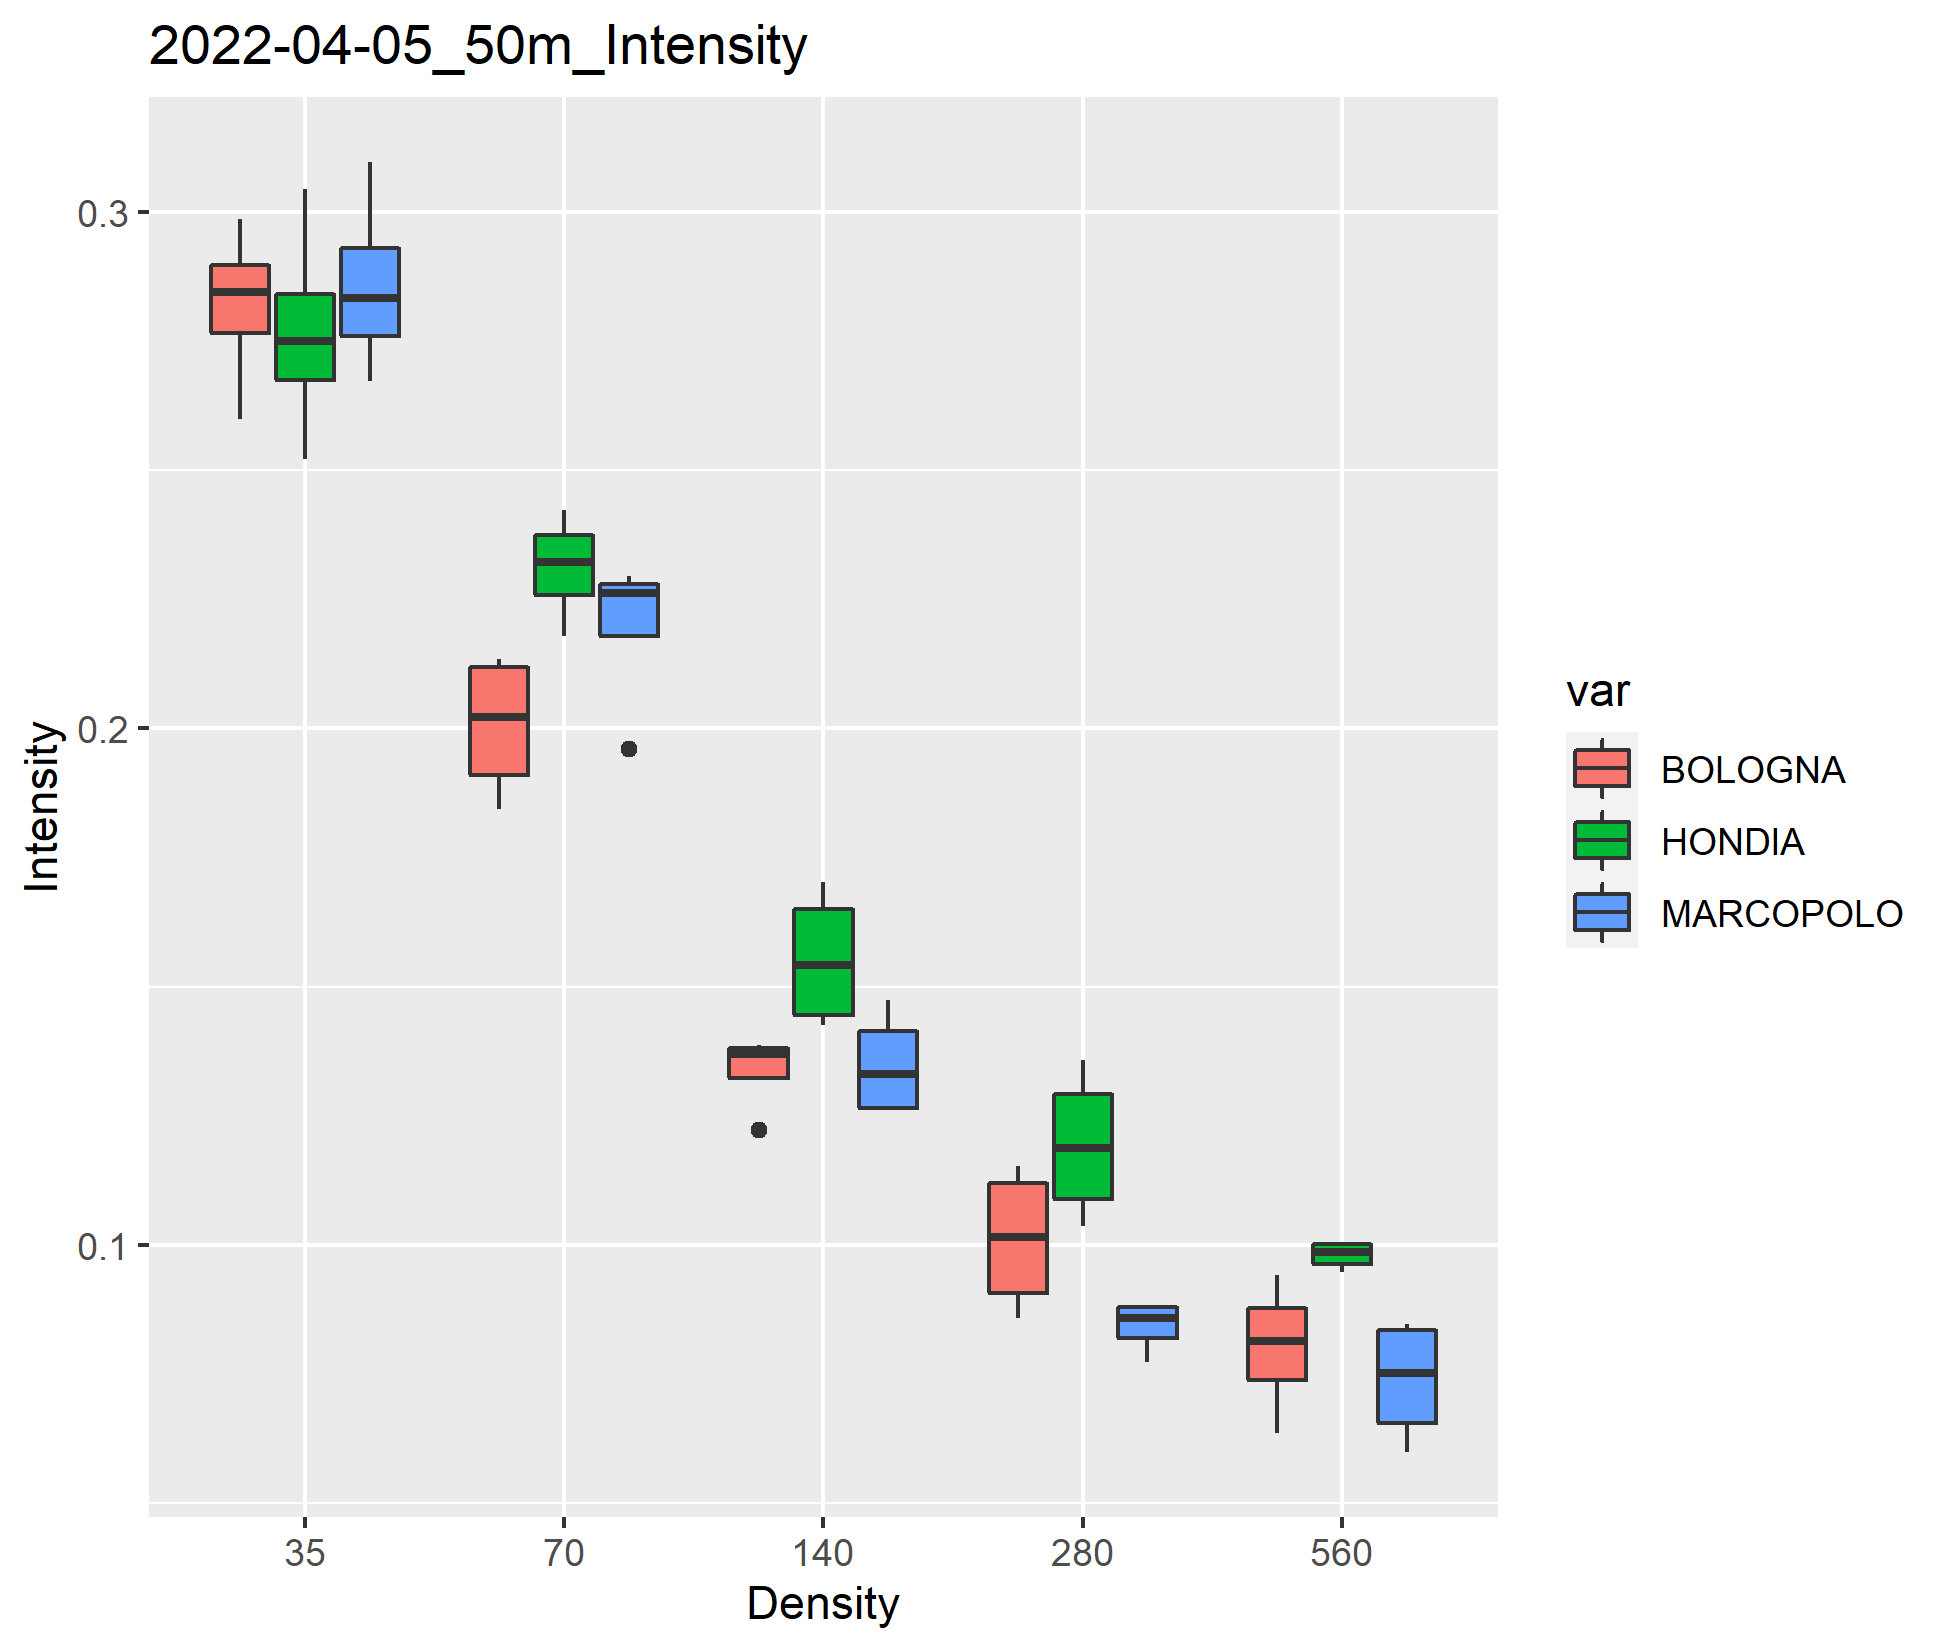 2022-04-05_50m_Intensity
Intensity
0.3
0.2
0.1
35 70 140 280 560
Density
var
BOLOGNA
HONDIA
MARCOPOLO